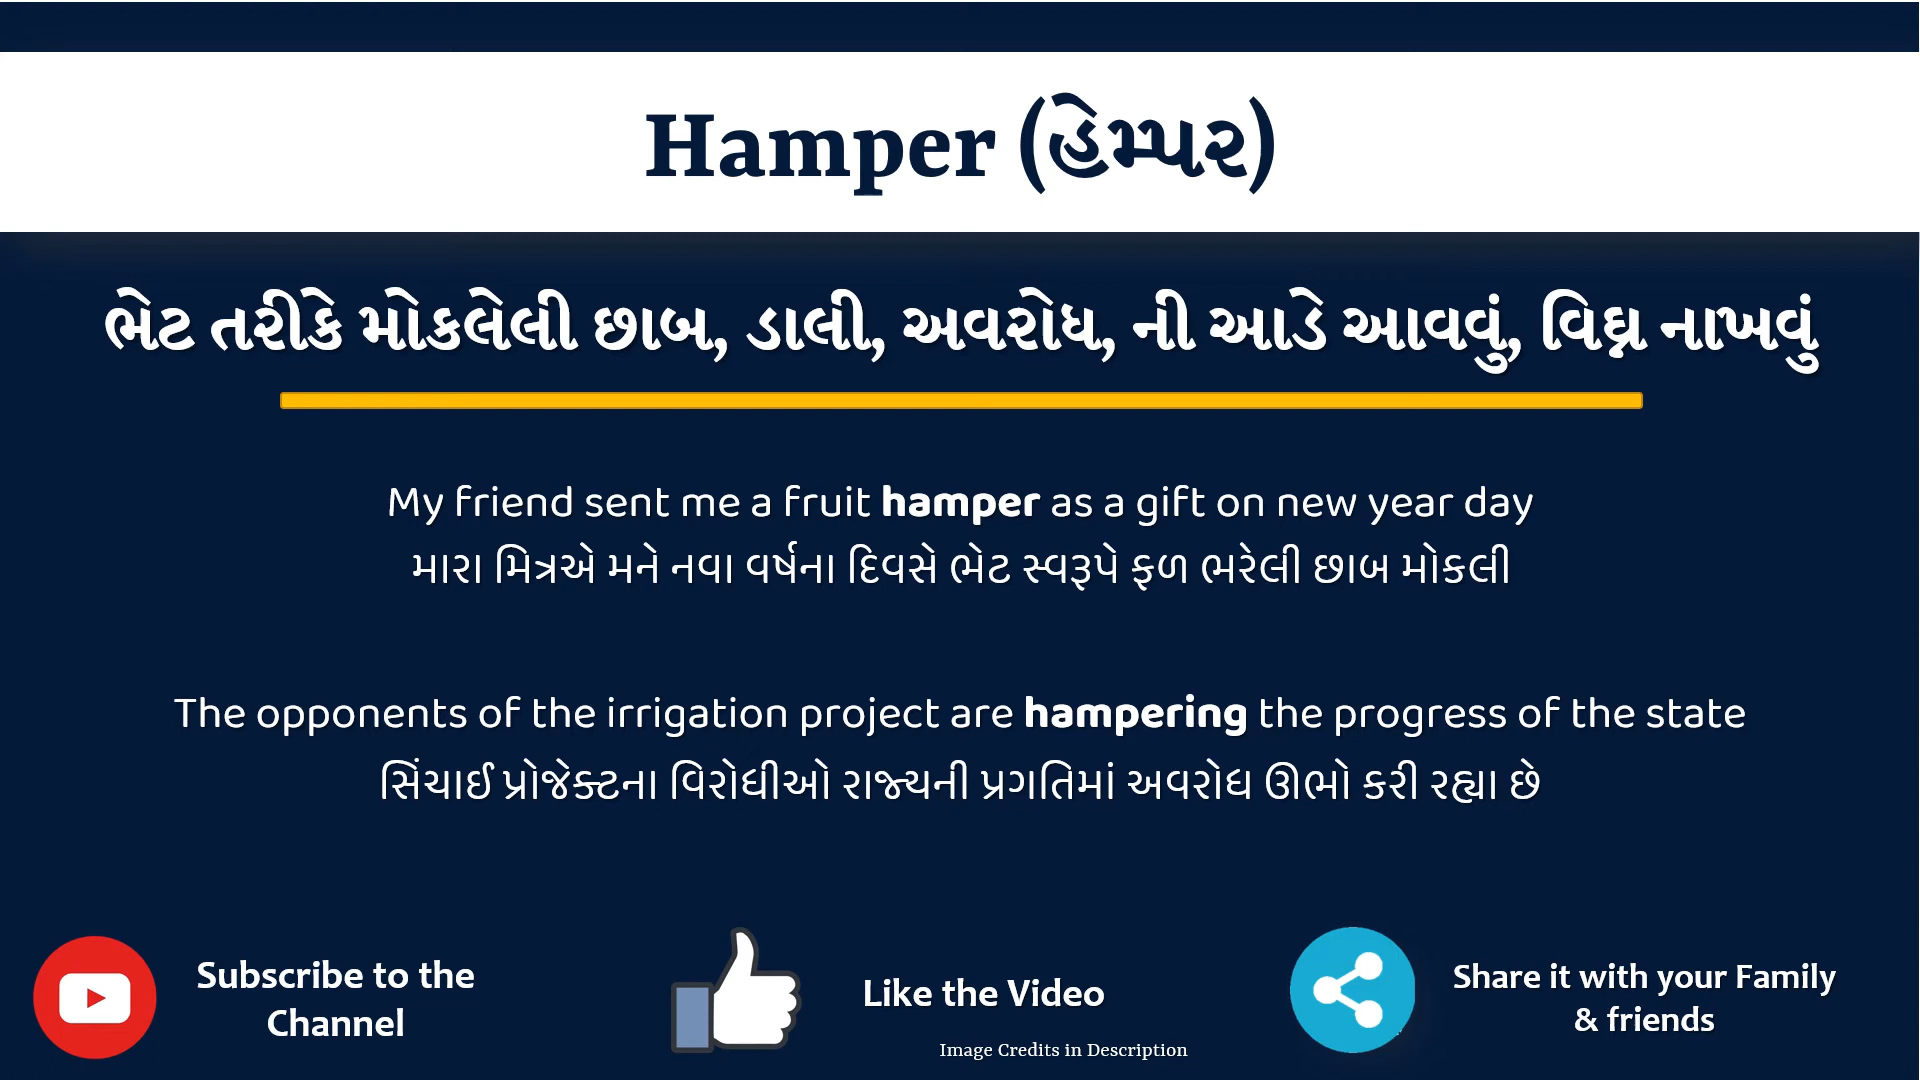 Hamper (હેમ્પર)
ભેટ તરીકે મોકલેલી છાબ, ડાલી, અવરોધ, ની આડે આવવું, વિઘ્ન નાખવું
My friend sent me a fruit hamper as a gift on new year day
મારા મિત્રએ મને નવા વર્ષના દિવસે ભેટ સ્વરૂપે ફળ ભરેલી છાબ મોકલી
The opponents of the irrigation project are hampering the progress of the state
સિંચાઈ પ્રોજેક્ટના વિરોધીઓ રાજ્યની પ્રગતિમાં અવરોધ ઊભો કરી રહ્યા છે
Subscribe to the
Channel
Like the Video
Share it with your Family
& friends
Image Credits in Description